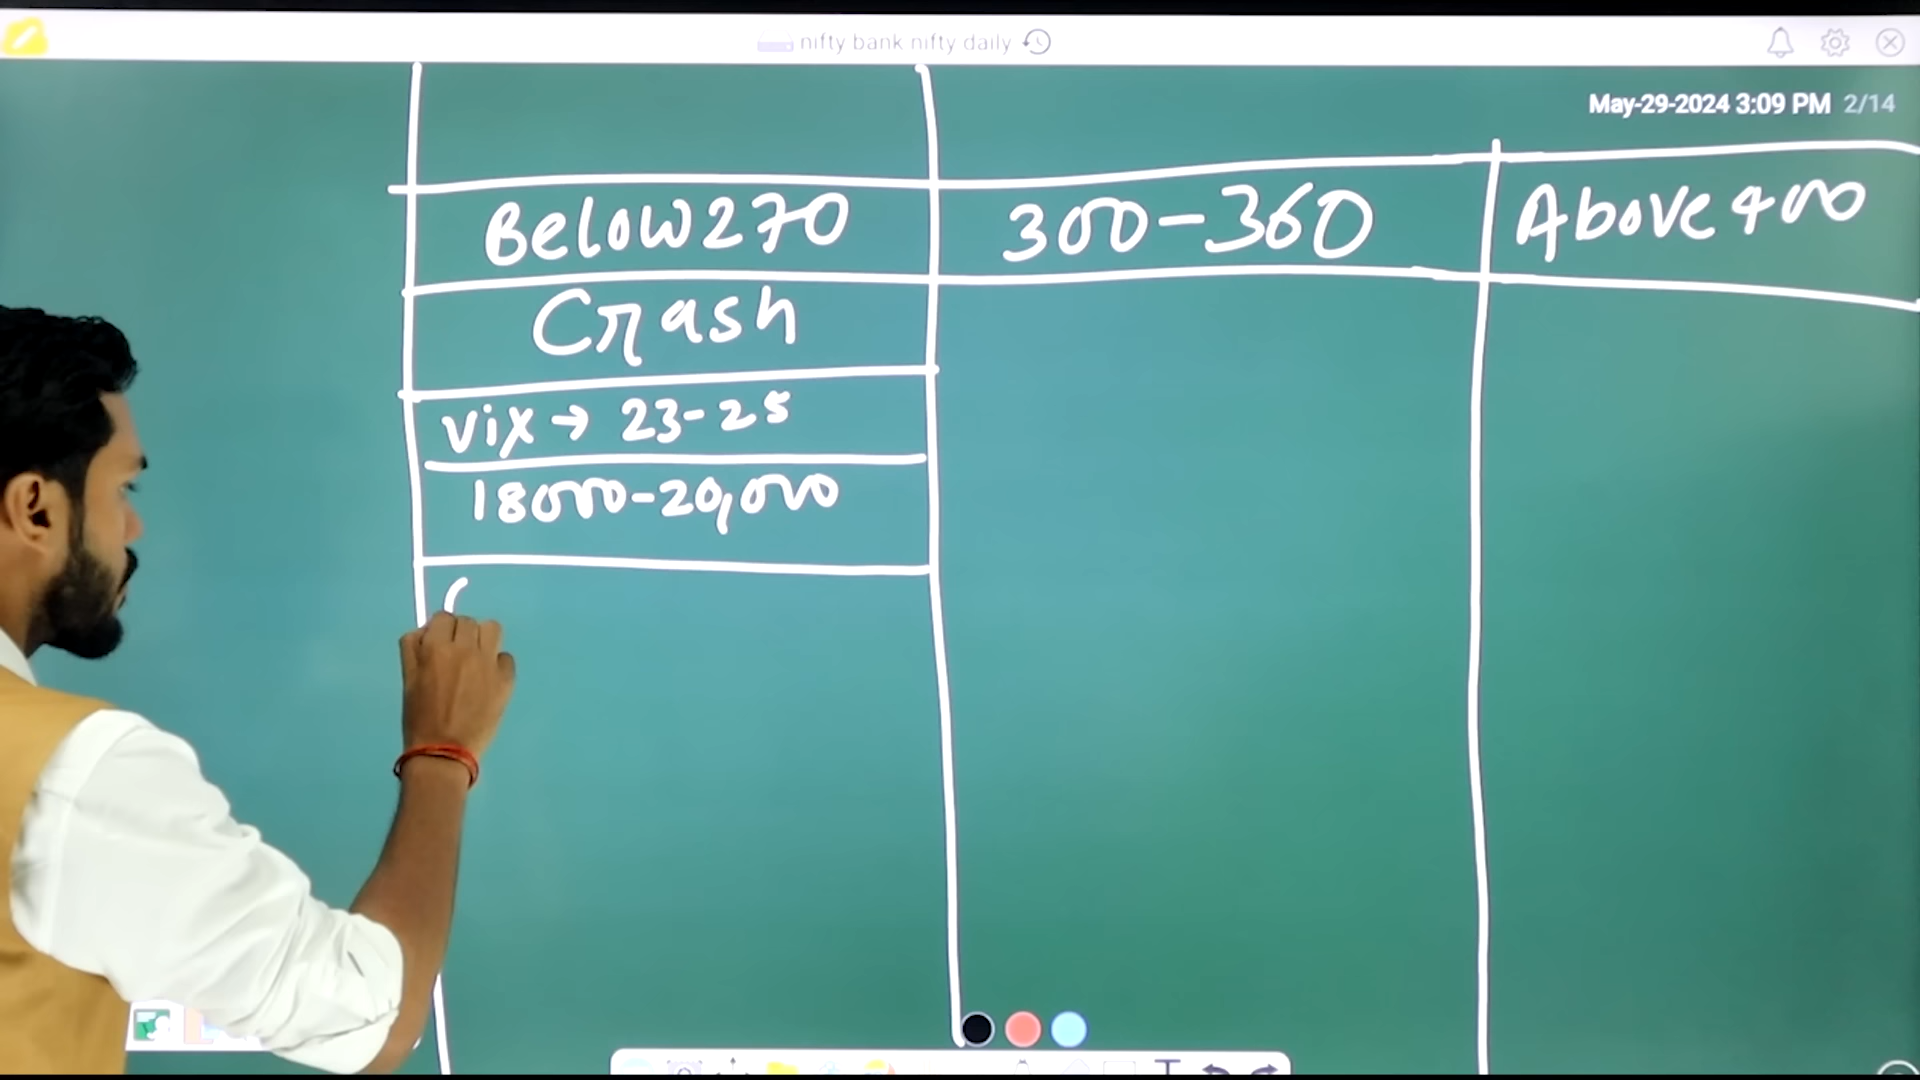 nifty bank nifty daily
May-29-2024 3:09 PM 2/14
Below 270
300-360
Above 400
Crash
Vix → 23-25
18000-20,000